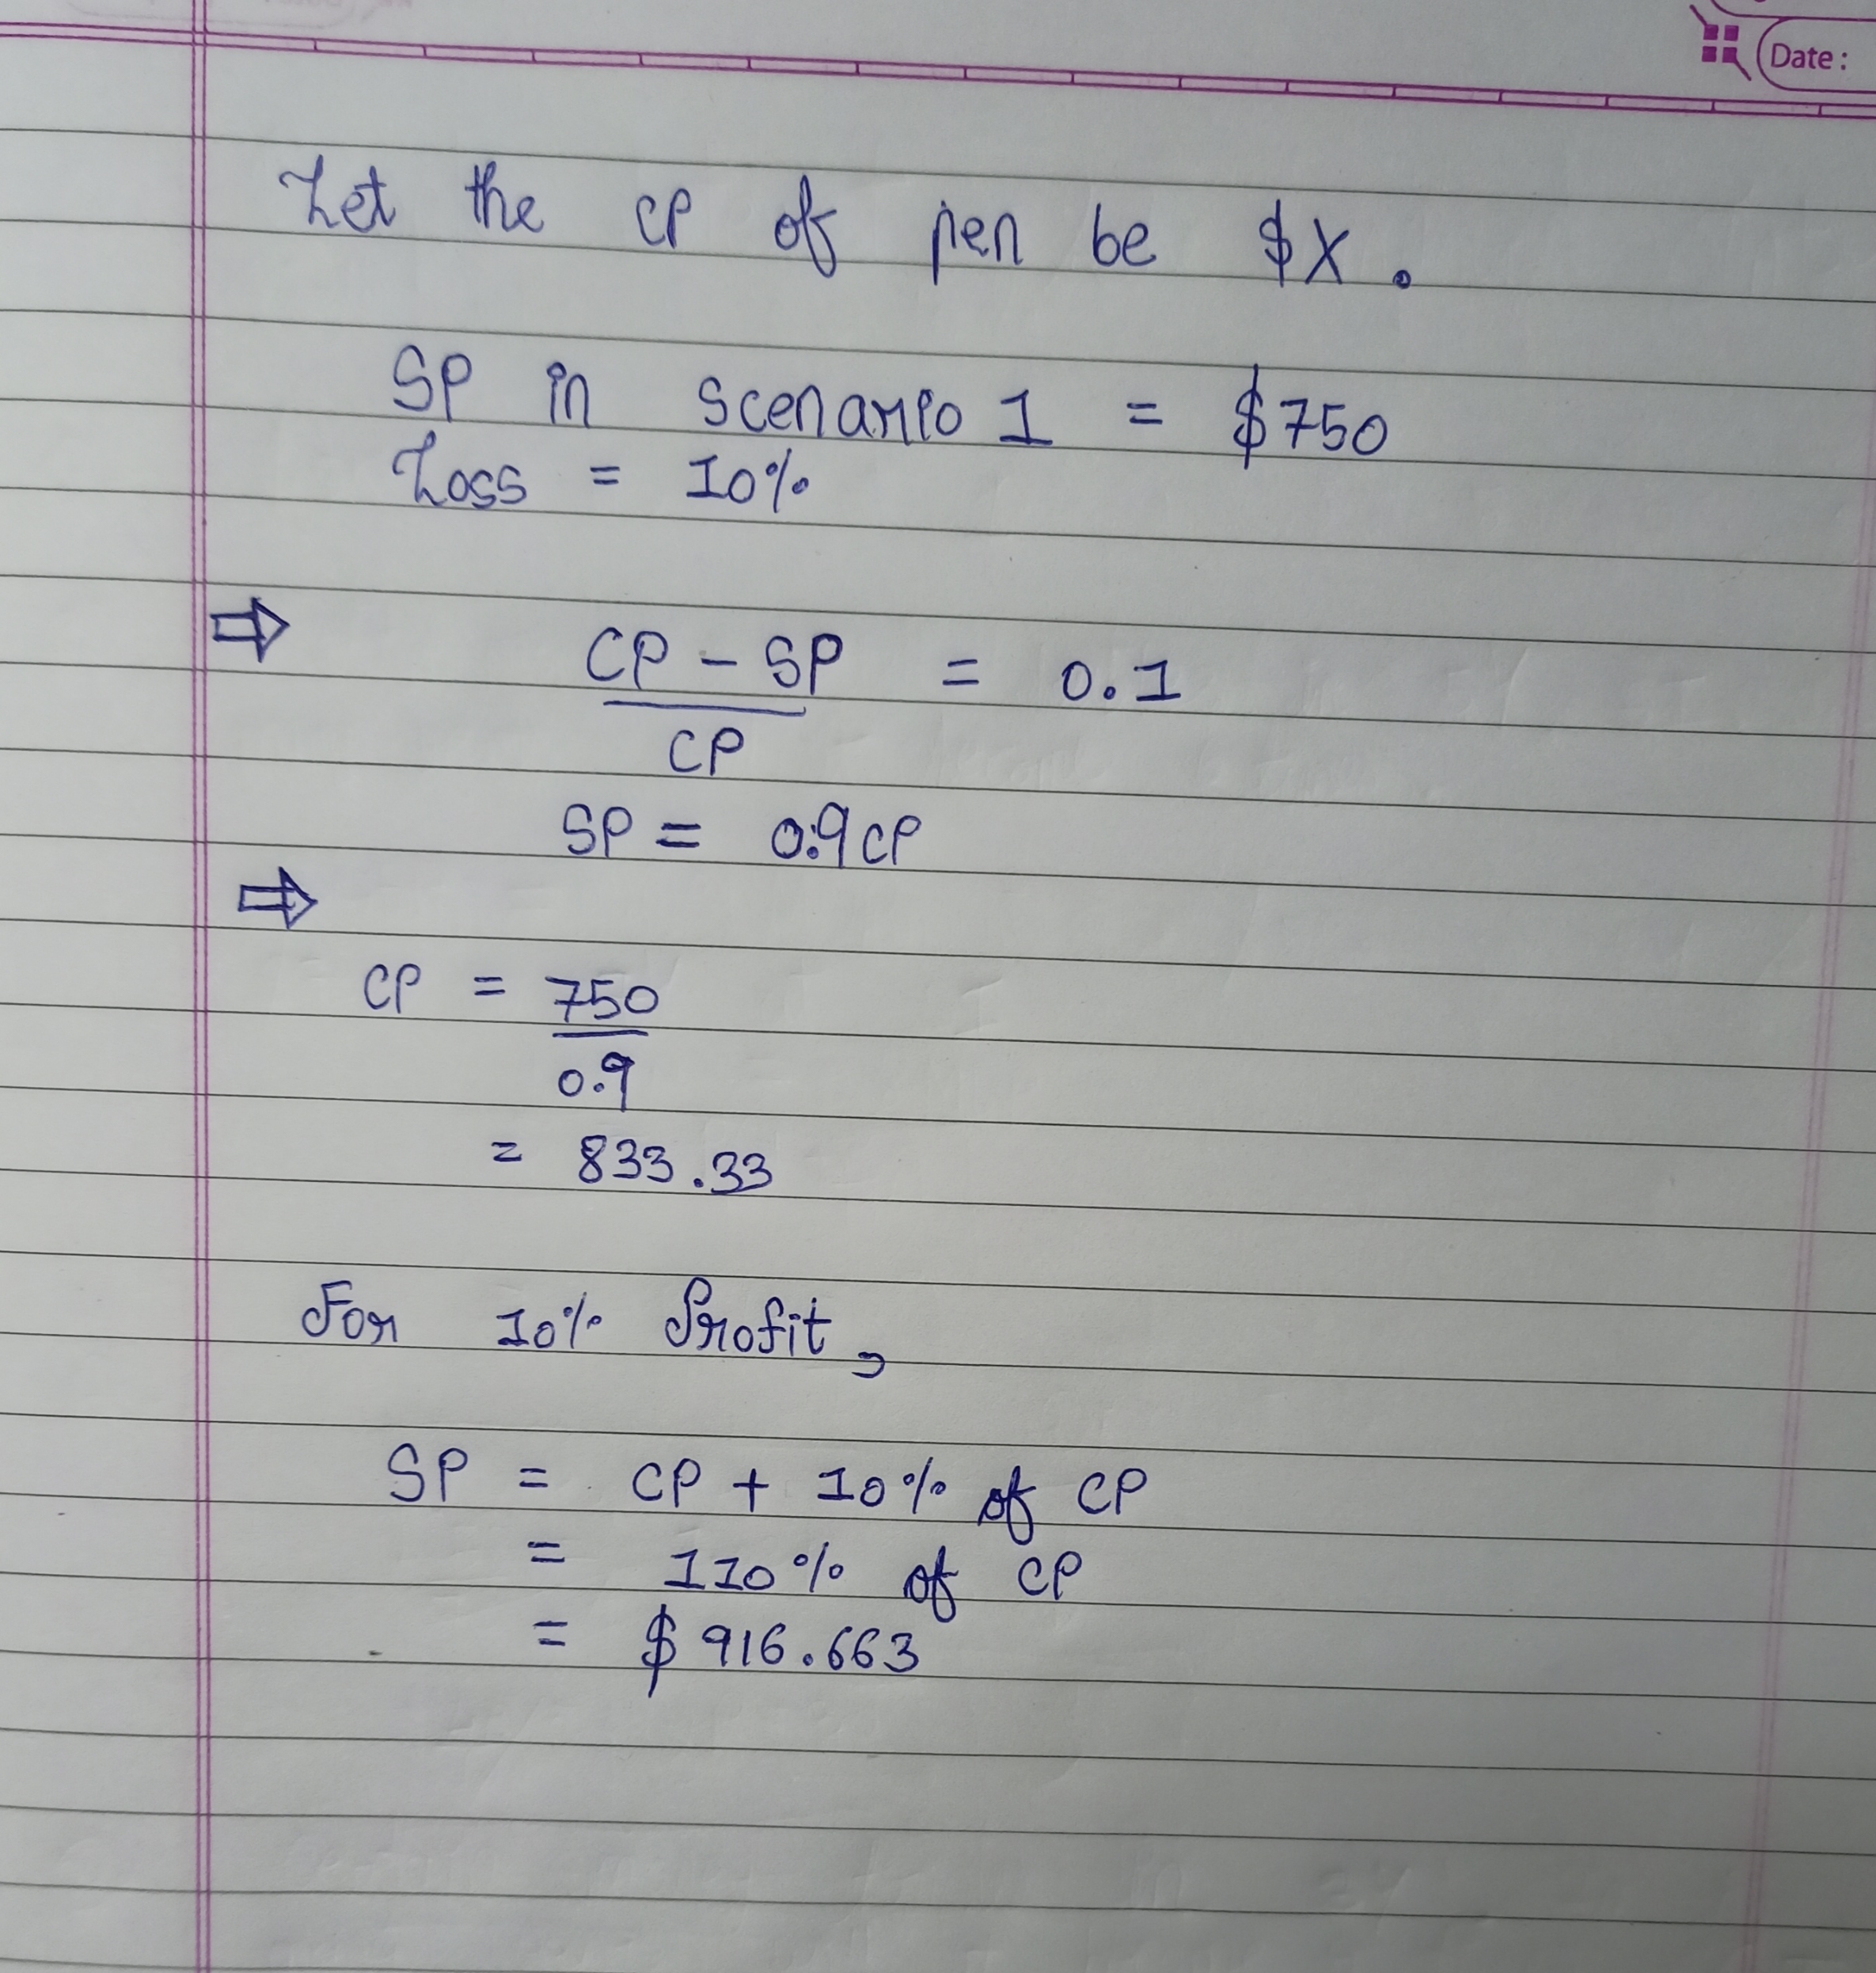 Date :
Let the CP of pen be $X.
SP in scenario 1 = $750
Loss = 10%
⇒ CP - SP = 0.1
CP
SP = 0.9CP
⇒
CP = 750
0.9
= 833.33
For 10% Profit,
SP = CP + 10% of CP
= 110% of CP
= $916.663